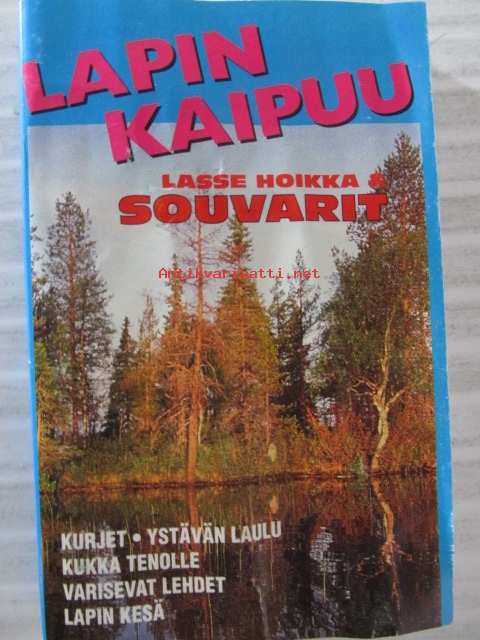 LAPIN
KAIPUU
LASSE HOIKKA &
SOUVARIT
Antikvariaatti.net
KURJET • YSTÄVÄN LAULU
KUKKA TENOLLE
VARISEVAT LEHDET
LAPIN KESÄ